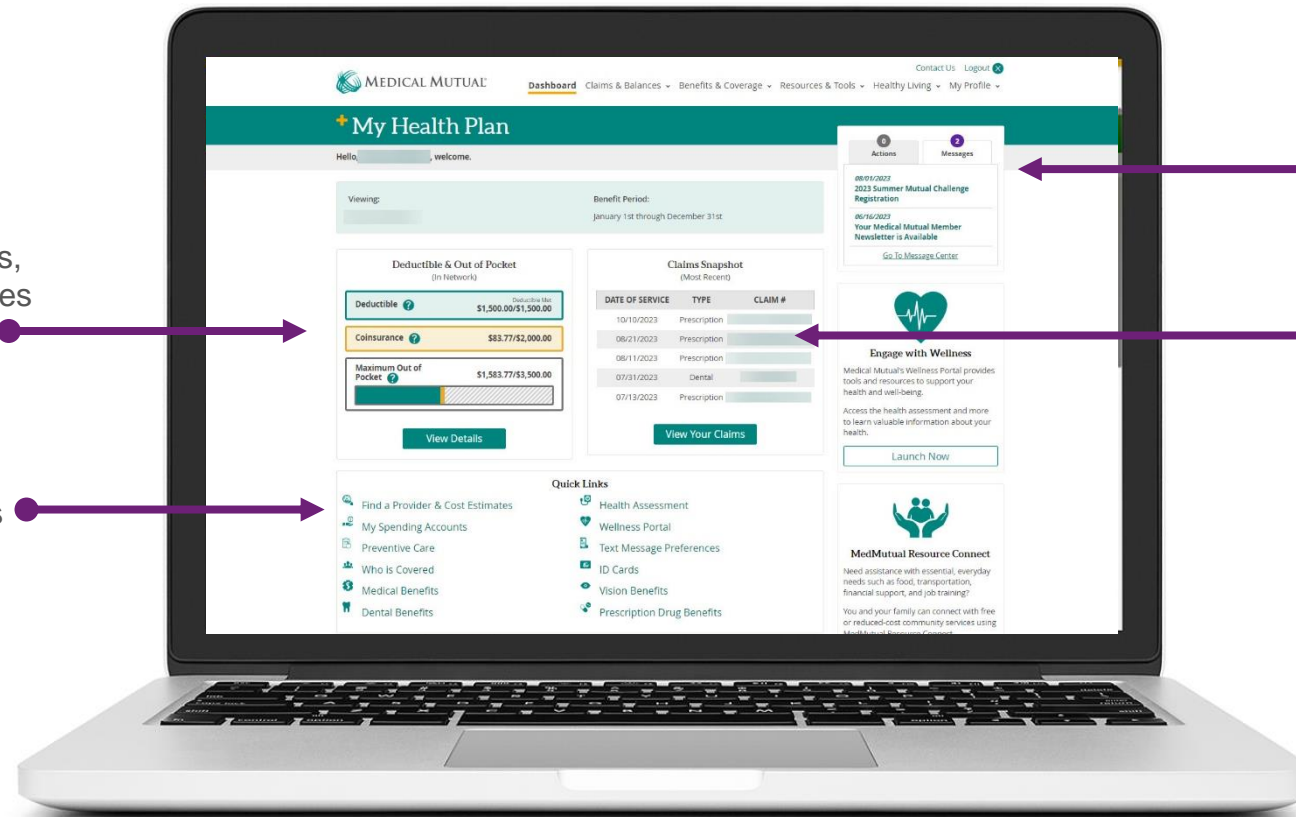 Contact Us Logout
MEDICAL MUTUAL
Dashboard Claims & Balances Benefits & Coverage Resources & Tools Healthy Living My Profile
My Health Plan
Hello, , welcome.
0
Actions
2
Messages
08/01/2023
2023 Summer Mutual Challenge
Registration
06/16/2023
Your Medical Mutual Member
Newsletter is Available
Go To Message Center
Viewing:
Benefit Period:
January 1st through December 31st
s,
es
s
Deductible & Out of Pocket
(In Network)
Deductible ?
Deductible Met
$1,500.00/$1,500.00
Coinsurance ? $83.77/$2,000.00
Maximum Out of
Pocket ? $1,583.77/$3,500.00
View Details
Claims Snapshot
(Most Recent)
DATE OF SERVICE TYPE CLAIM #
10/10/2023 Prescription
08/21/2023 Prescription
08/11/2023 Prescription
07/31/2023 Dental
07/13/2023 Prescription
View Your Claims
Engage with Wellness
Medical Mutual's Wellness Portal provides
tools and resources to support your
health and well-being.
Access the health assessment and more
to learn valuable information about your
health.
Launch Now
Quick Links
Find a Provider & Cost Estimates
My Spending Accounts
Preventive Care
Who is Covered
Medical Benefits
Dental Benefits
Health Assessment
Wellness Portal
Text Message Preferences
ID Cards
Vision Benefits
Prescription Drug Benefits
MedMutual Resource Connect
Need assistance with essential, everyday
needs such as food, transportation,
financial support, and job training?
You and your family can connect with free
or reduced-cost community services using
MedMutual Resource Connect
control option
option